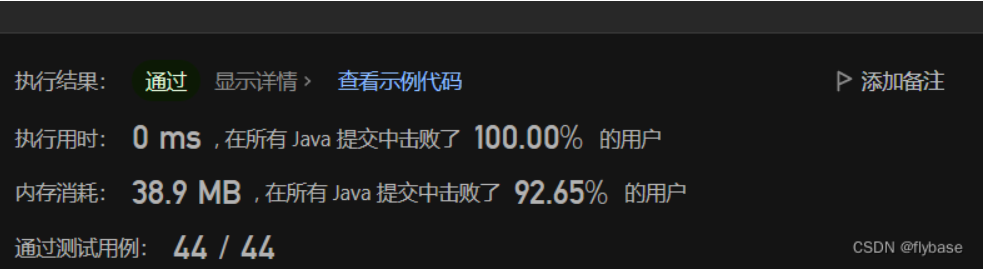 执行结果： 通过 显示详情 > 查看示例代码 添加备注
执行用时： 0 ms , 在所有 Java 提交中击败了 100.00% 的用户
内存消耗： 38.9 MB , 在所有 Java 提交中击败了 92.65% 的用户
通过测试用例： 44 / 44
CSDN @flybase